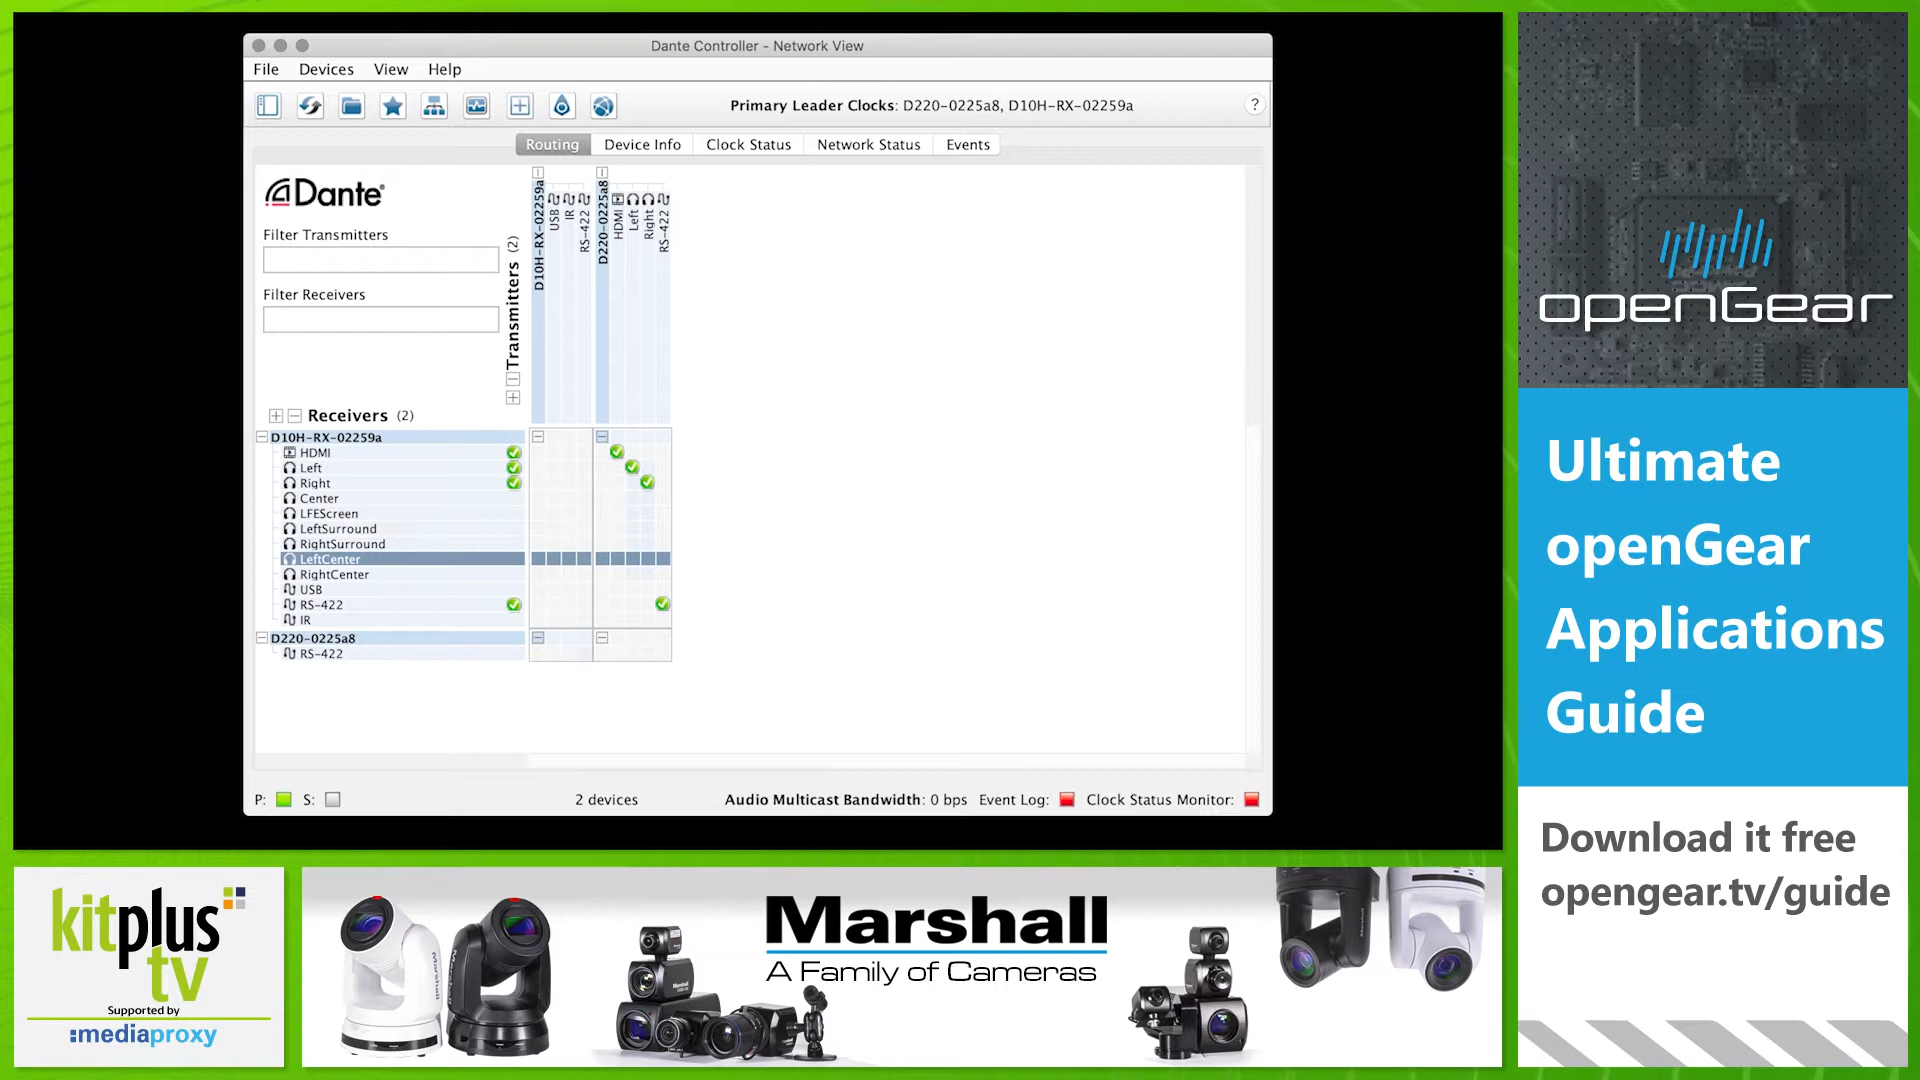 Dante Controller - Network View
File Devices View Help
Primary Leader Clocks: D220-0225a8, D10H-RX-02259a
?
Routing Device Info Clock Status Network Status Events
Dante®
Filter Transmitters
Filter Receivers
Transmitters (2)
D10H-RX-02259a
USB
IR
RS-422
D220-0225a8
HDMI
Left
Right
RS-422
Receivers (2)
D10H-RX-02259a
HDMI
Left
Right
Center
LFEScreen
LeftSurround
RightSurround
LeftCenter
RightCenter
USB
RS-422
IR
D220-0225a8
RS-422
P: S: 2 devices Audio Multicast Bandwidth: 0 bps Event Log: Clock Status Monitor:
openGear
Ultimate
openGear
Applications
Guide
Download it free
opengear.tv/guide
kitplus
tv
Supported by
:mediaproxy
Marshall
A Family of Cameras
Marshall
Marshall